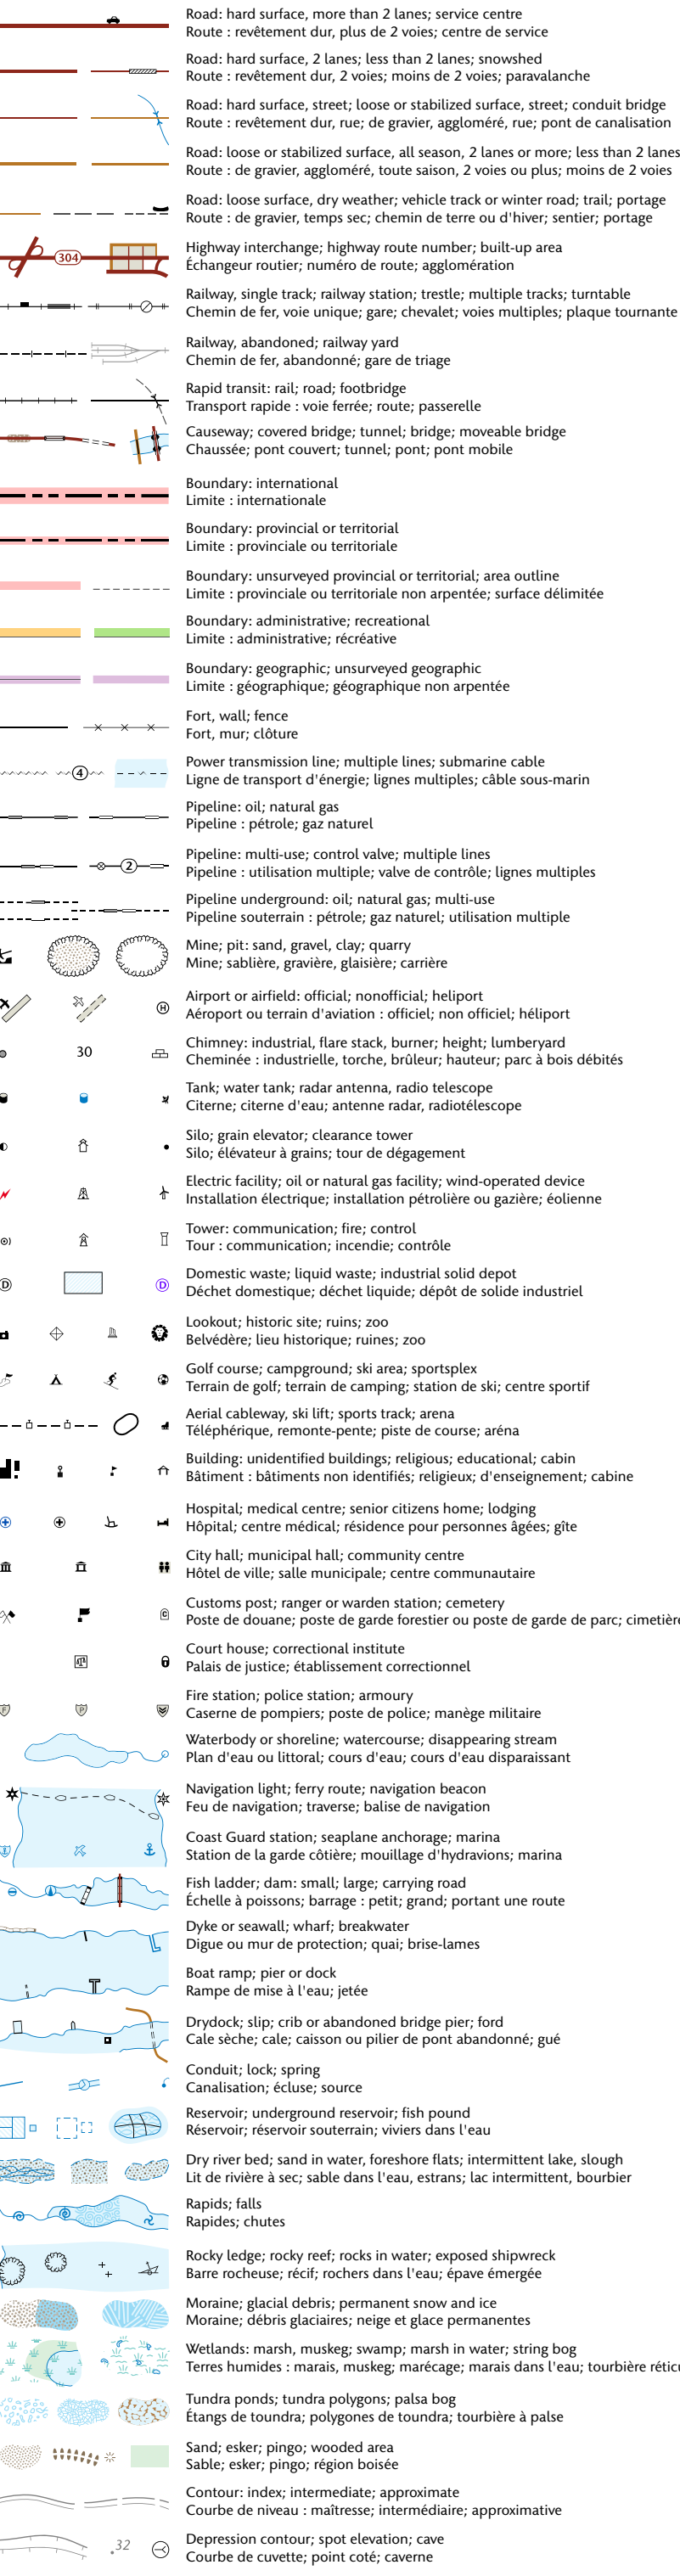 Road: hard surface, more than 2 lanes; service centre
Route : revêtement dur, plus de 2 voies; centre de service
Road: hard surface, 2 lanes; less than 2 lanes; snowshed
Route : revêtement dur, 2 voies; moins de 2 voies; paravalanche
Road: hard surface, street; loose or stabilized surface, street; conduit bridge
Route : revêtement dur, rue; de gravier, aggloméré, rue; pont de canalisation
Road: loose or stabilized surface, all season, 2 lanes or more; less than 2 lanes
Route : de gravier, aggloméré, toute saison, 2 voies ou plus; moins de 2 voies
Road: loose surface, dry weather; vehicle track or winter road; trail; portage
Route : de gravier, temps sec; chemin de terre ou d'hiver; sentier; portage
304
Highway interchange; highway route number; built-up area
Échangeur routier; numéro de route; agglomération
Railway, single track; railway station; trestle; multiple tracks; turntable
Chemin de fer, voie unique; gare; chevalet; voies multiples; plaque tournante
Railway, abandoned; railway yard
Chemin de fer, abandonné; gare de triage
Rapid transit: rail; road; footbridge
Transport rapide : voie ferrée; route; passerelle
Causeway; covered bridge; tunnel; bridge; moveable bridge
Chaussée; pont couvert; tunnel; pont; pont mobile
Boundary: international
Limite : internationale
Boundary: provincial or territorial
Limite : provinciale ou territoriale
Boundary: unsurveyed provincial or territorial; area outline
Limite : provinciale ou territoriale non arpentée; surface délimitée
Boundary: administrative; recreational
Limite : administrative; récréative
Boundary: geographic; unsurveyed geographic
Limite : géographique; géographique non arpentée
Fort, wall; fence
Fort, mur; clôture
4
Power transmission line; multiple lines; submarine cable
Ligne de transport d'énergie; lignes multiples; câble sous-marin
Pipeline: oil; natural gas
Pipeline : pétrole; gaz naturel
2
Pipeline: multi-use; control valve; multiple lines
Pipeline : utilisation multiple; valve de contrôle; lignes multiples
Pipeline underground: oil; natural gas; multi-use
Pipeline souterrain : pétrole; gaz naturel; utilisation multiple
Mine; pit: sand, gravel, clay; quarry
Mine; sablière, gravière, glaisière; carrière
H
Airport or airfield: official; nonofficial; heliport
Aéroport ou terrain d'aviation : officiel; non officiel; héliport
30
Chimney: industrial, flare stack, burner; height; lumberyard
Cheminée : industrielle, torche, brûleur; hauteur; parc à bois débités
Tank; water tank; radar antenna, radio telescope
Citerne; citerne d'eau; antenne radar, radiotélescope
Silo; grain elevator; clearance tower
Silo; élévateur à grains; tour de dégagement
Electric facility; oil or natural gas facility; wind-operated device
Installation électrique; installation pétrolière ou gazière; éolienne
Tower: communication; fire; control
Tour : communication; incendie; contrôle
D D
Domestic waste; liquid waste; industrial solid depot
Déchet domestique; déchet liquide; dépôt de solide industriel
Lookout; historic site; ruins; zoo
Belvédère; lieu historique; ruines; zoo
Golf course; campground; ski area; sportsplex
Terrain de golf; terrain de camping; station de ski; centre sportif
Aerial cableway, ski lift; sports track; arena
Téléphérique, remonte-pente; piste de course; aréna
Building: unidentified buildings; religious; educational; cabin
Bâtiment : bâtiments non identifiés; religieux; d'enseignement; cabine
Hospital; medical centre; senior citizens home; lodging
Hôpital; centre médical; résidence pour personnes âgées; gîte
City hall; municipal hall; community centre
Hôtel de ville; salle municipale; centre communautaire
C
Customs post; ranger or warden station; cemetery
Poste de douane; poste de garde forestier ou poste de garde de parc; cimetière
Court house; correctional institute
Palais de justice; établissement correctionnel
F P
Fire station; police station; armoury
Caserne de pompiers; poste de police; manège militaire
Waterbody or shoreline; watercourse; disappearing stream
Plan d'eau ou littoral; cours d'eau; cours d'eau disparaissant
Navigation light; ferry route; navigation beacon
Feu de navigation; traverse; balise de navigation
Coast Guard station; seaplane anchorage; marina
Station de la garde côtière; mouillage d'hydravions; marina
Fish ladder; dam: small; large; carrying road
Échelle à poissons; barrage : petit; grand; portant une route
Dyke or seawall; wharf; breakwater
Digue ou mur de protection; quai; brise-lames
Boat ramp; pier or dock
Rampe de mise à l'eau; jetée
Drydock; slip; crib or abandoned bridge pier; ford
Cale sèche; cale; caisson ou pilier de pont abandonné; gué
Conduit; lock; spring
Canalisation; écluse; source
Reservoir; underground reservoir; fish pound
Réservoir; réservoir souterrain; viviers dans l'eau
Dry river bed; sand in water, foreshore flats; intermittent lake, slough
Lit de rivière à sec; sable dans l'eau, estrans; lac intermittent, bourbier
Rapids; falls
Rapides; chutes
Rocky ledge; rocky reef; rocks in water; exposed shipwreck
Barre rocheuse; récif; rochers dans l'eau; épave émergée
Moraine; glacial debris; permanent snow and ice
Moraine; débris glaciaires; neige et glace permanentes
Wetlands: marsh, muskeg; swamp; marsh in water; string bog
Terres humides : marais, muskeg; marécage; marais dans l'eau; tourbière
Tundra ponds; tundra polygons; palsa bog
Étangs de toundra; polygones de toundra; tourbière à palse
Sand; esker; pingo; wooded area
Sable; esker; pingo; région boisée
Contour: index; intermediate; approximate
Courbe de niveau : maîtresse; intermédiaire; approximative
.32
Depression contour; spot elevation; cave
Courbe de cuvette; point coté; caverne